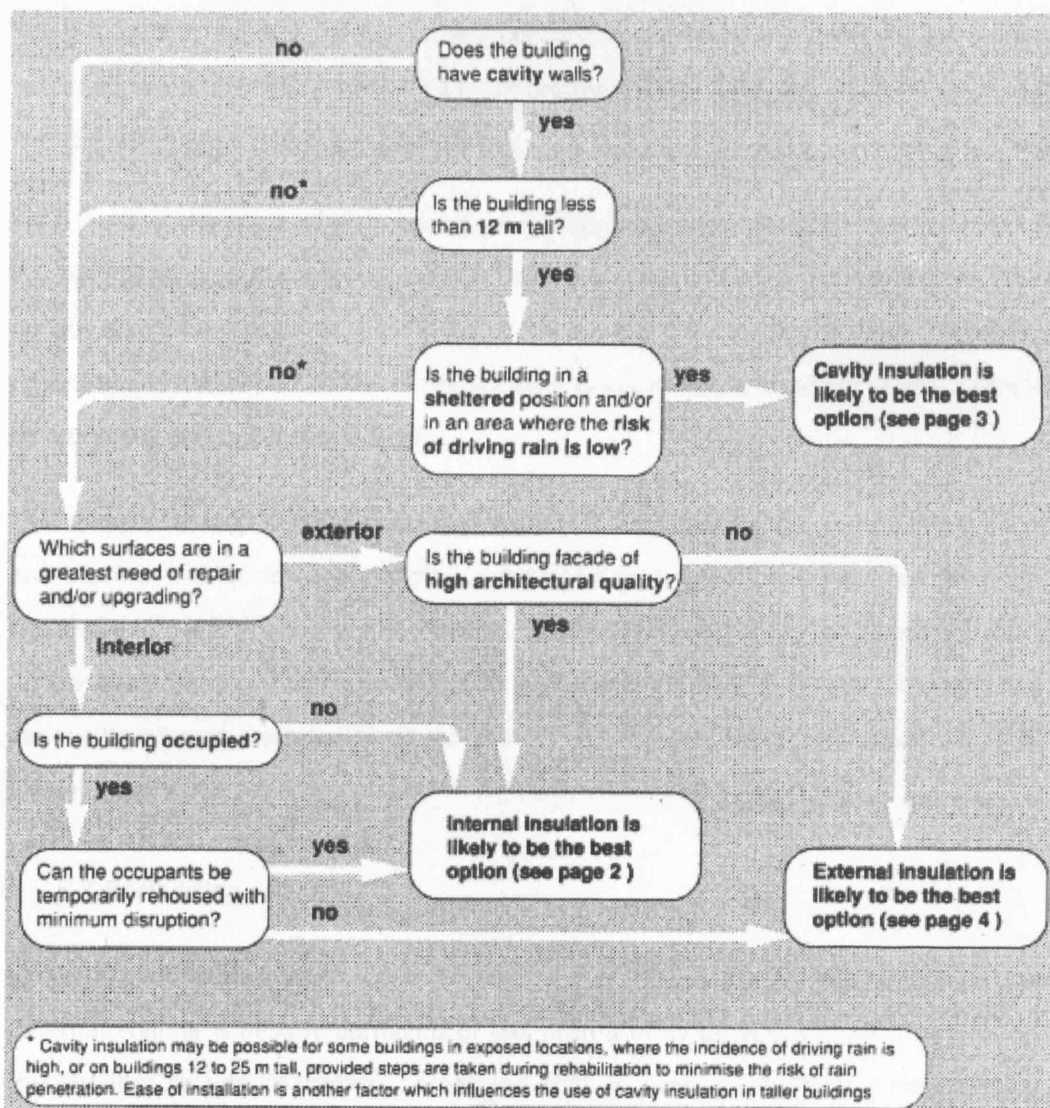 no
Does the building
have cavity walls?
yes
no*
Is the building less
than 12 m tall?
yes
no*
Is the building in a
sheltered position and/or
in an area where the risk
of driving rain is low?
yes
Cavity insulation is
likely to be the best
option (see page 3 )
Which surfaces are in a
greatest need of repair
and/or upgrading?
exterior
Is the building facade of
high architectural quality?
no
interior
yes
Is the building occupied?
no
yes
Internal insulation is
likely to be the best
option (see page 2 )
Can the occupants be
temporarily rehoused with
minimum disruption?
yes
no
External insulation is
likely to be the best
option (see page 4 )
* Cavity insulation may be possible for some buildings in exposed locations, where the incidence of driving rain is
high, or on buildings 12 to 25 m tall, provided steps are taken during rehabilitation to minimise the risk of rain
penetration. Ease of installation is another factor which influences the use of cavity insulation in taller buildings